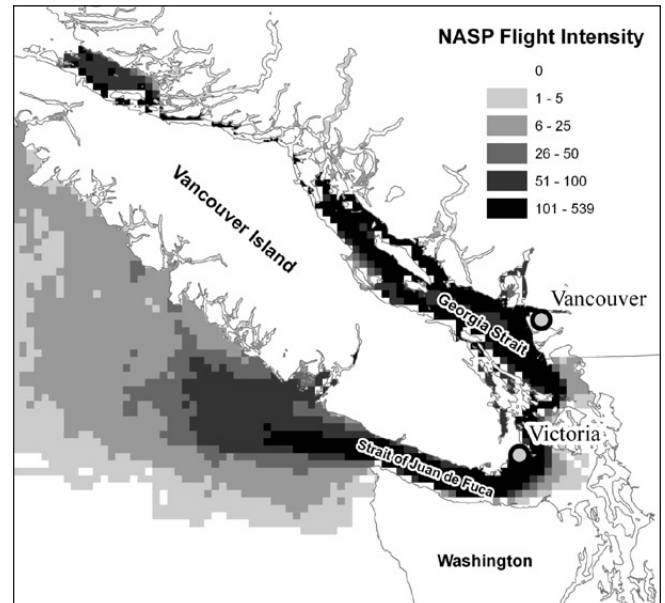 NASP Flight Intensity
0
1 - 5
6 - 25
26 - 50
51 - 100
101 - 539
Vancouver Island
Georgia Strait
Vancouver
Victoria
Strait of Juan de Fuca
Washington